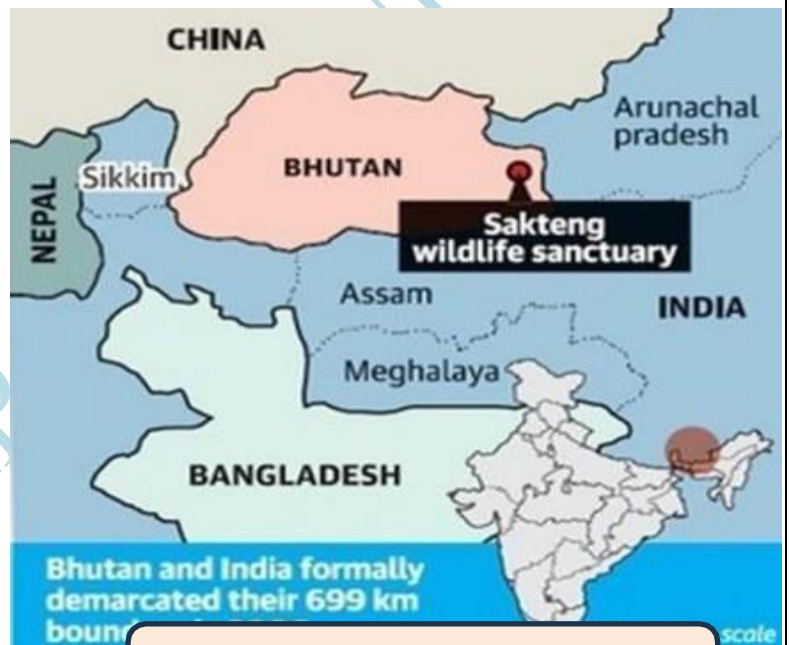 CHINA
Arunachal
pradesh
BHUTAN
Sikkim
NEPAL
Sakteng
wildlife sanctuary
Assam
INDIA
Meghalaya
BANGLADESH
Bhutan and India formally
demarcated their 699 km
scale